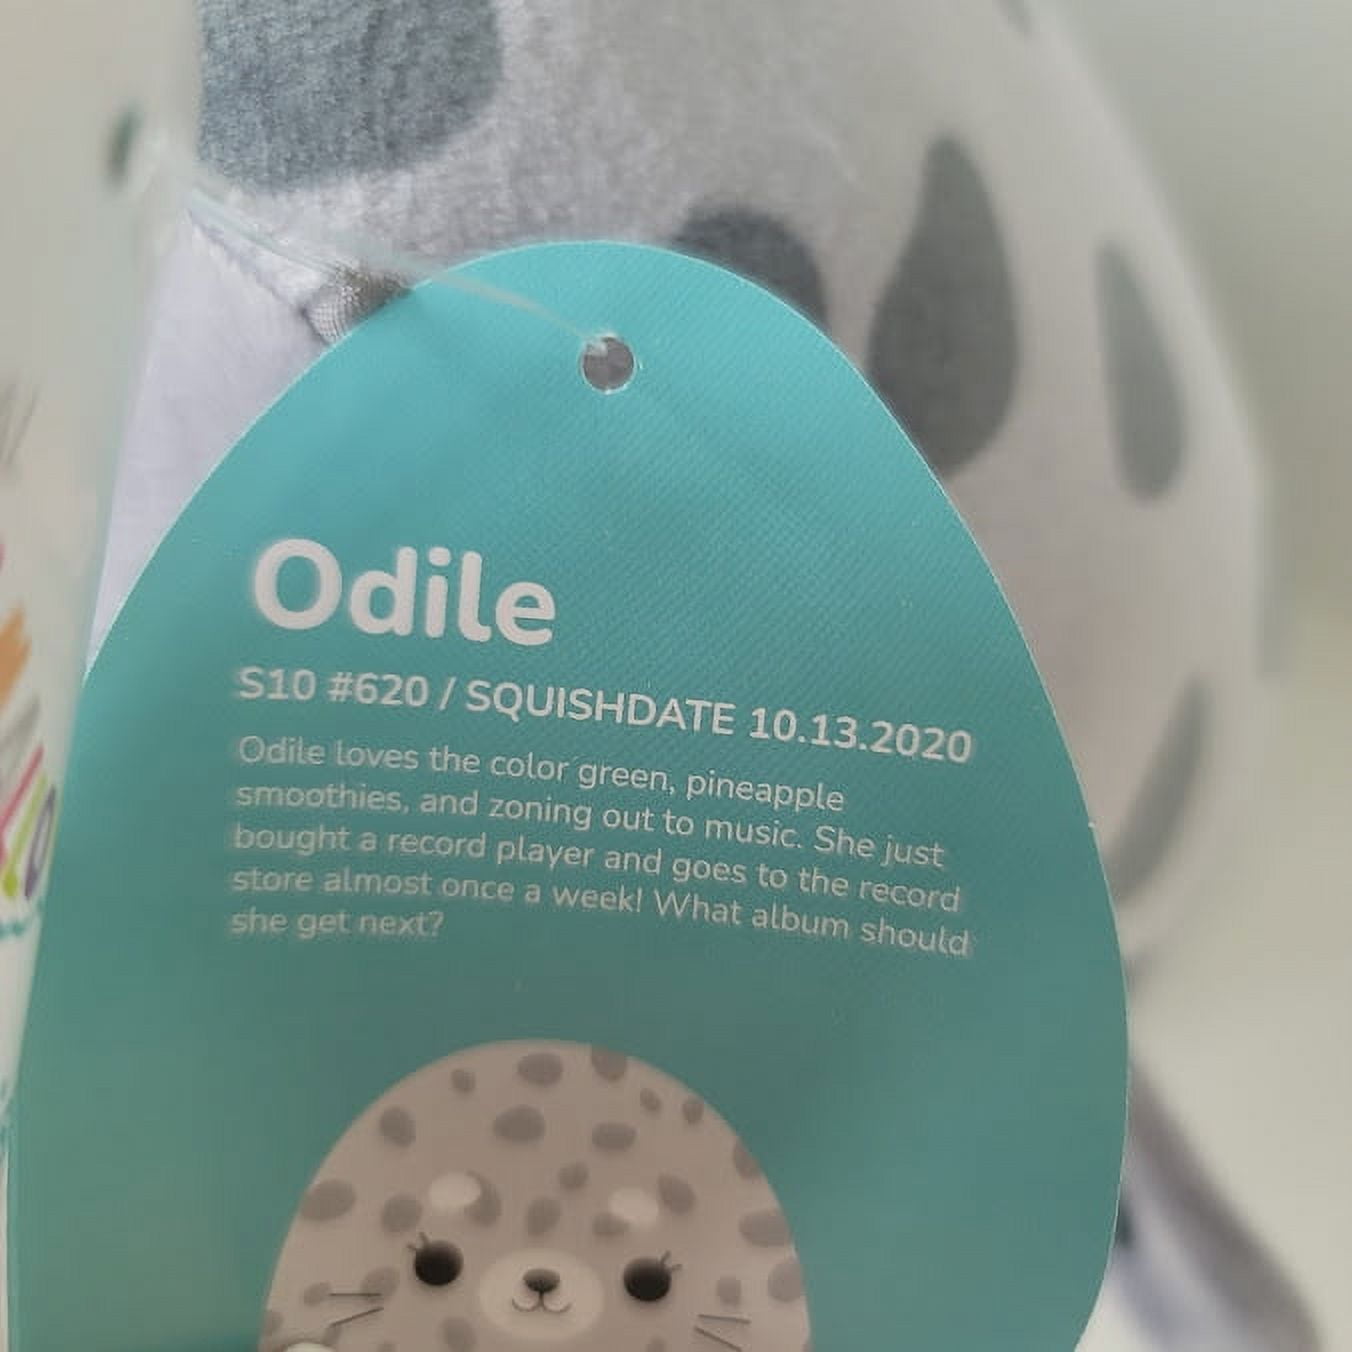 Odile
S10 #620 / SQUISHDATE 10.13.2020
Odile loves the color green, pineapple
smoothies, and zoning out to music. She just
bought a record player and goes to the record
store almost once a week! What album should
she get next?